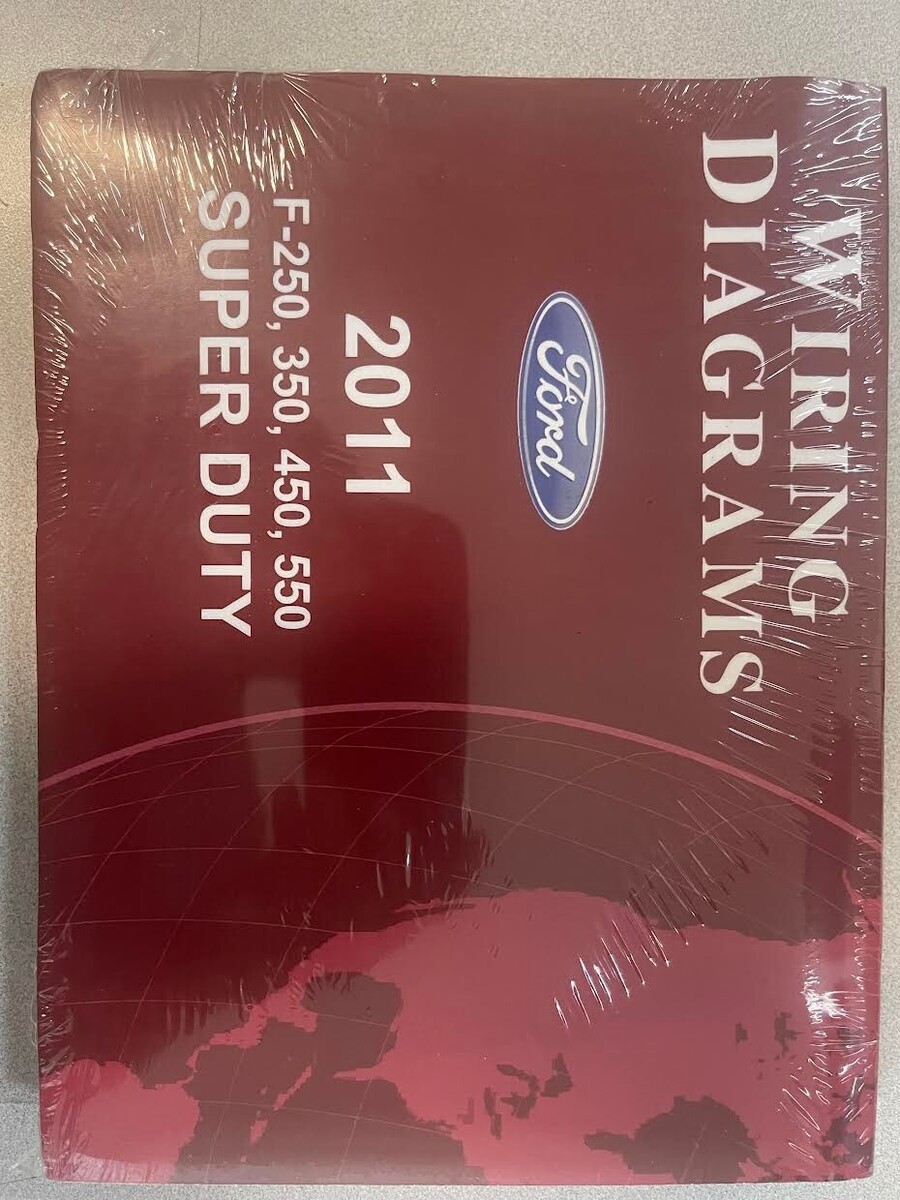 WIRING
DIAGRAMS
Ford
2011
F-250, 350, 450, 550
SUPER DUTY